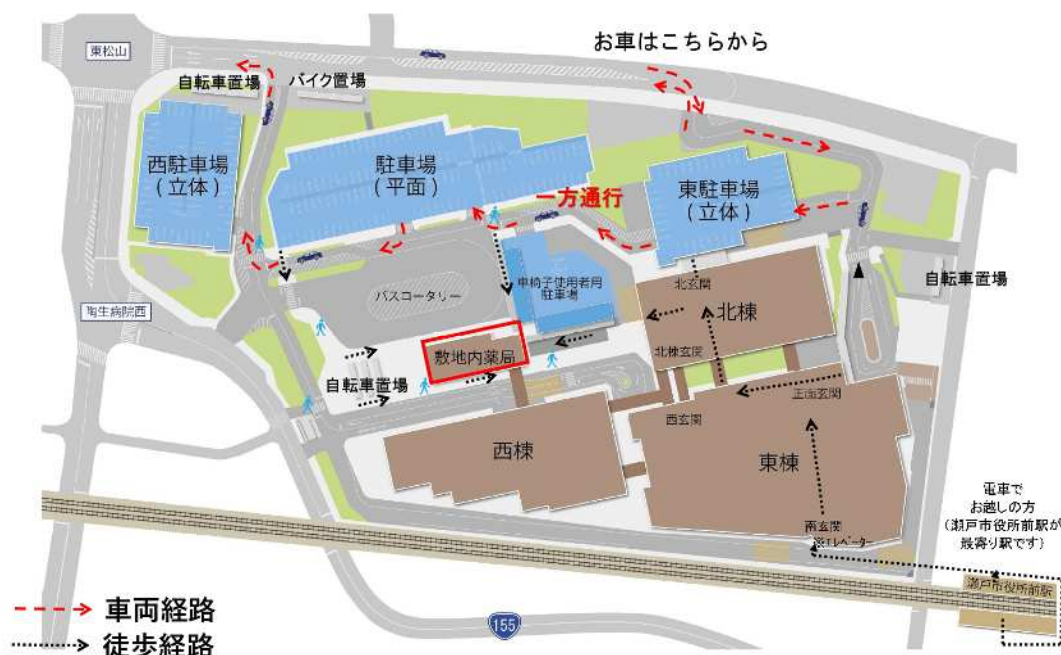 お車はこちらから
東松山
自転車置場
バイク置場
西駐車場
(立体)
駐車場
(平面)
一方通行
東駐車場
(立体)
自転車置場
車椅子使用者用
駐車場
バスロータリー
北玄関
北棟
陶生病院西
敷地内薬局
北棟玄関
自転車置場
正面玄関
西玄関
西棟
東棟
電車で
お越しの方
(瀬戸市役所前駅が
最寄り駅です)
南玄関
瀬戸市役所前駅
車両経路
155
徒歩経路